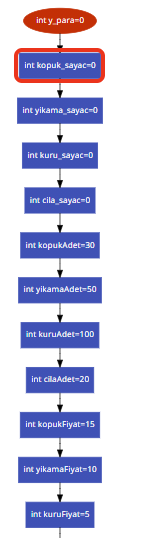 int y_para=0
int kopuk_sayac=0
int yikama_sayac=0
int kuru_sayac=0
int cila_sayac=0
int kopukAdet=30
int yikamaAdet=50
int kuruAdet=100
int cilaAdet=20
int kopukFiyat=15
int yikamaFiyat=10
int kuruFiyat=5